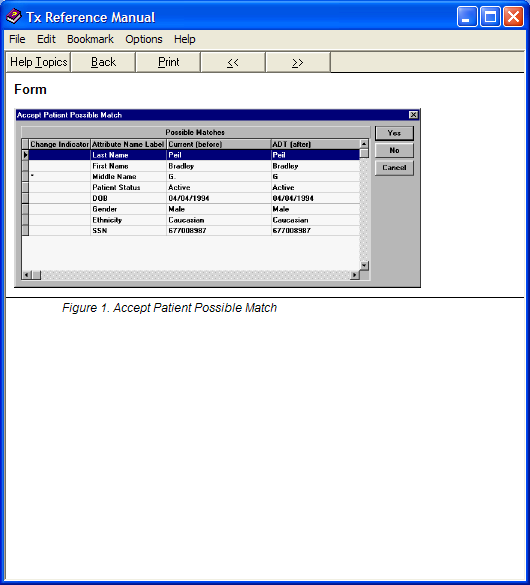 Tx Reference Manual
File Edit Bookmark Options Help
Help Topics Back Print << >>
Form
Accept Patient Possible Match
Possible Matches
Yes
Change Indicator Attribute Name Label Current (before) ADT (after)
No
Last Name Peil Peil
First Name Bradley Bradley
Cancel
* Middle Name G. G
Patient Status Active Active
DOB 04/04/1994 04/04/1994
Gender Male Male
Ethnicity Caucasian Caucasian
SSN 677008987 677008987
Figure 1. Accept Patient Possible Match